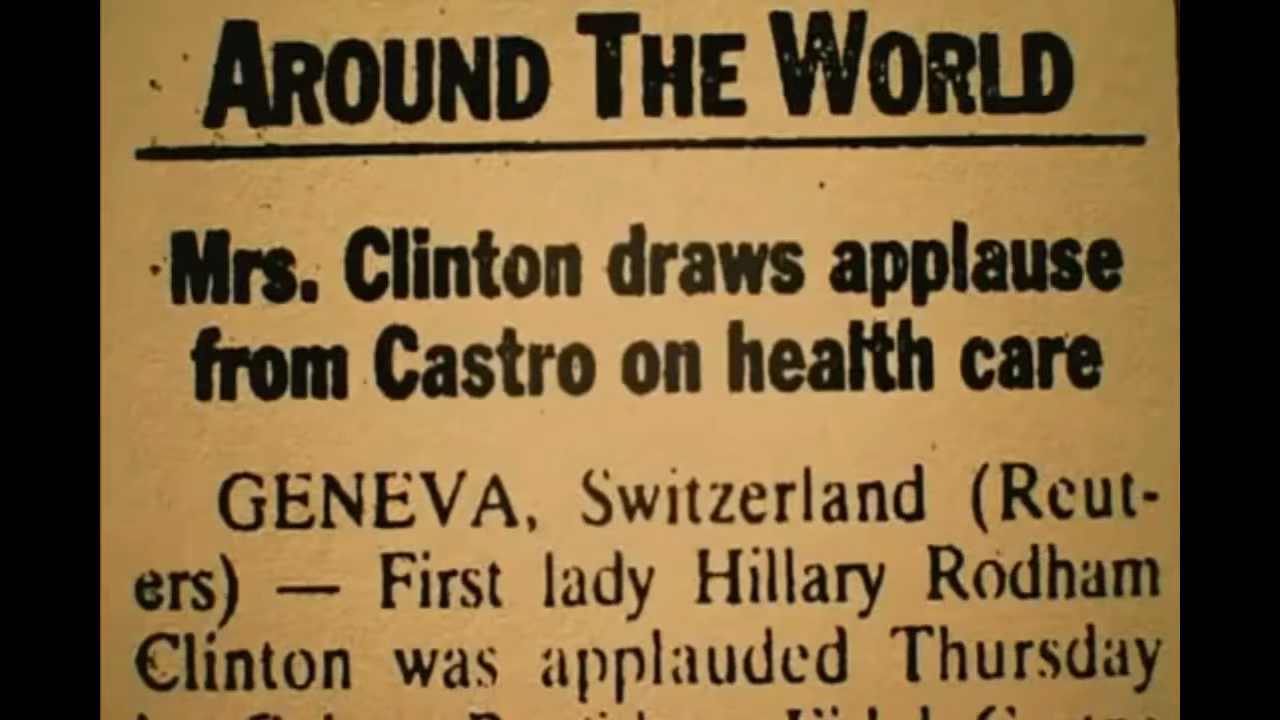 AROUND THE WORLD
Mrs. Clinton draws applause
from Castro on health care
GENEVA, Switzerland (Reut-
ers) — First lady Hillary Rodham
Clinton was applauded Thursday